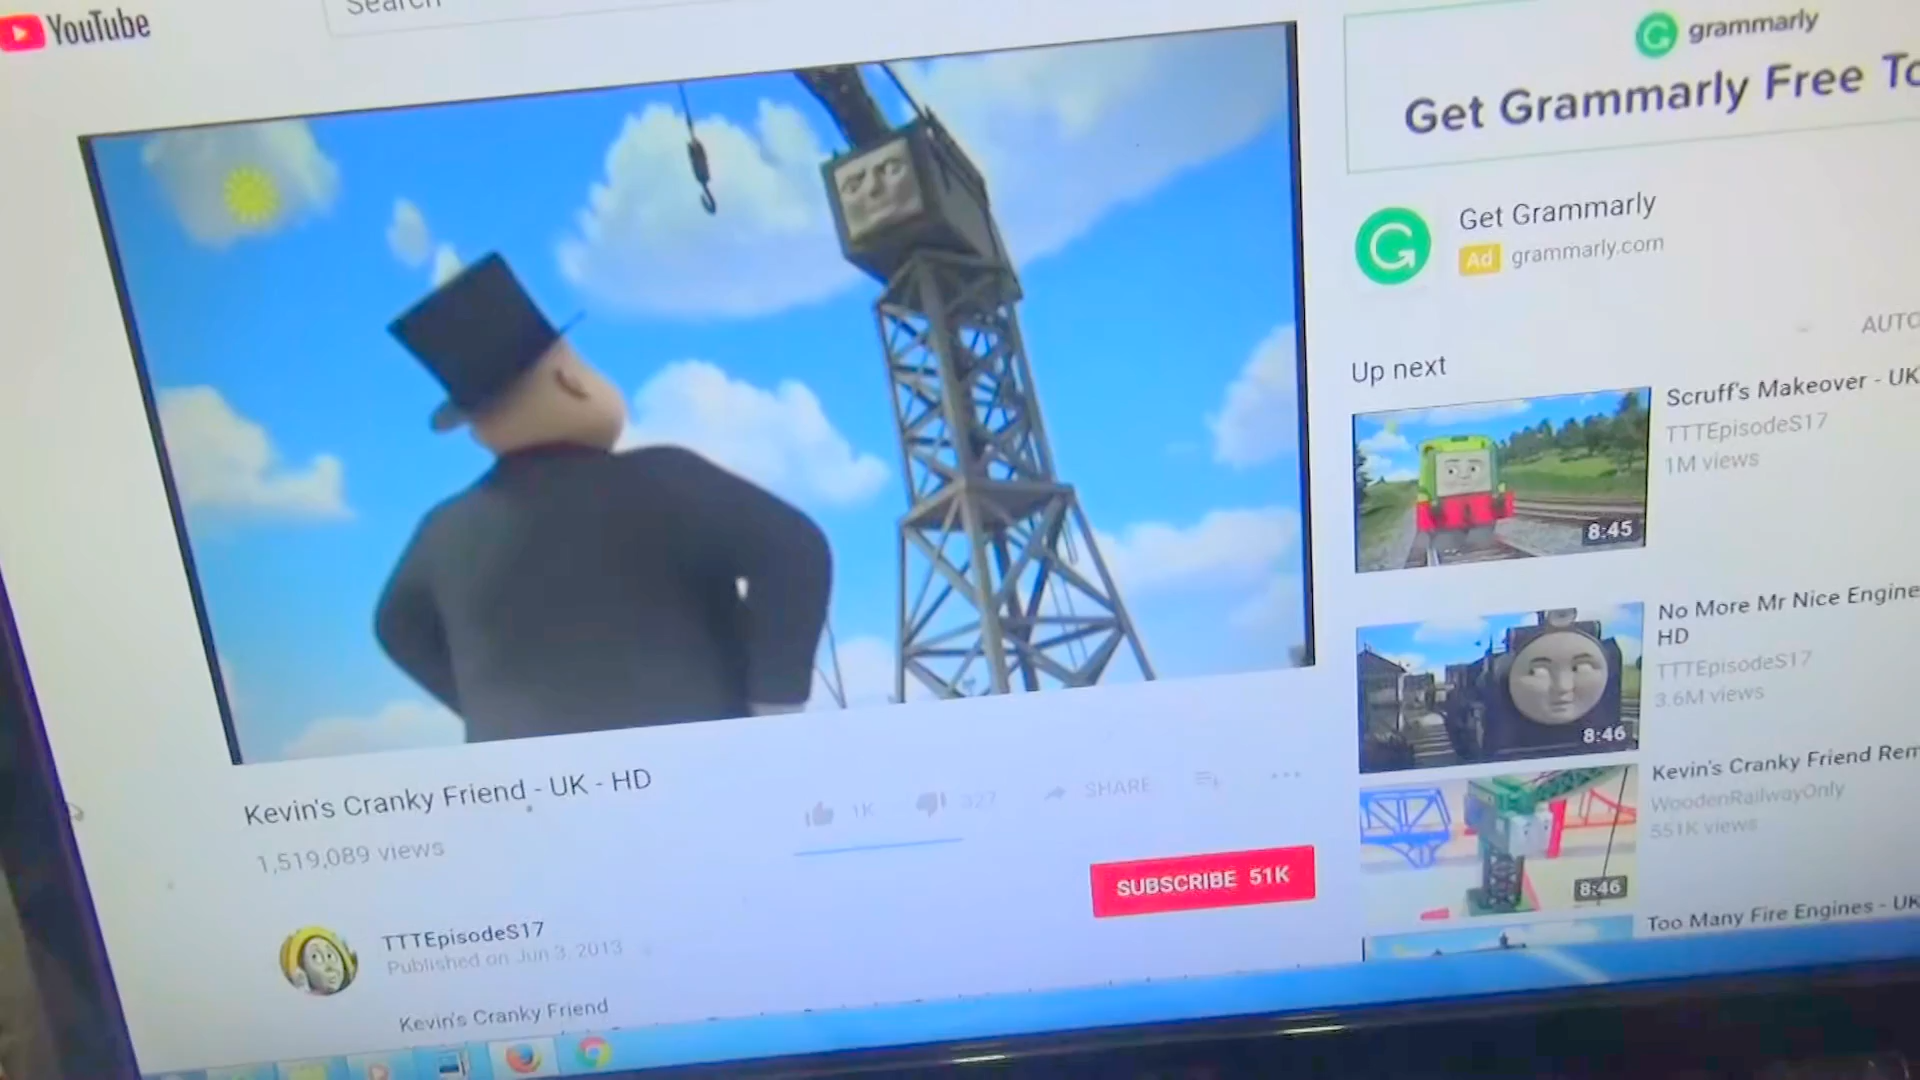 YouTube
Search
grammarly
Get Grammarly Free To
Get Grammarly
Ad grammarly.com
AUTO
Up next
Scruff's Makeover - UK
TTTEpisodeS17
1M views
8:45
No More Mr Nice Engine
HD
TTTEpisodeS17
3.6M views
8:46
Kevin's Cranky Friend Rem
WoodenRailwayOnly
551K views
8:46
Too Many Fire Engines - UK
Kevin's Cranky Friend - UK - HD
1,519,089 views
1K 327 SHARE
SUBSCRIBE 51K
TTTEpisodeS17
Published on Jun 3, 2013
Kevin's Cranky Friend